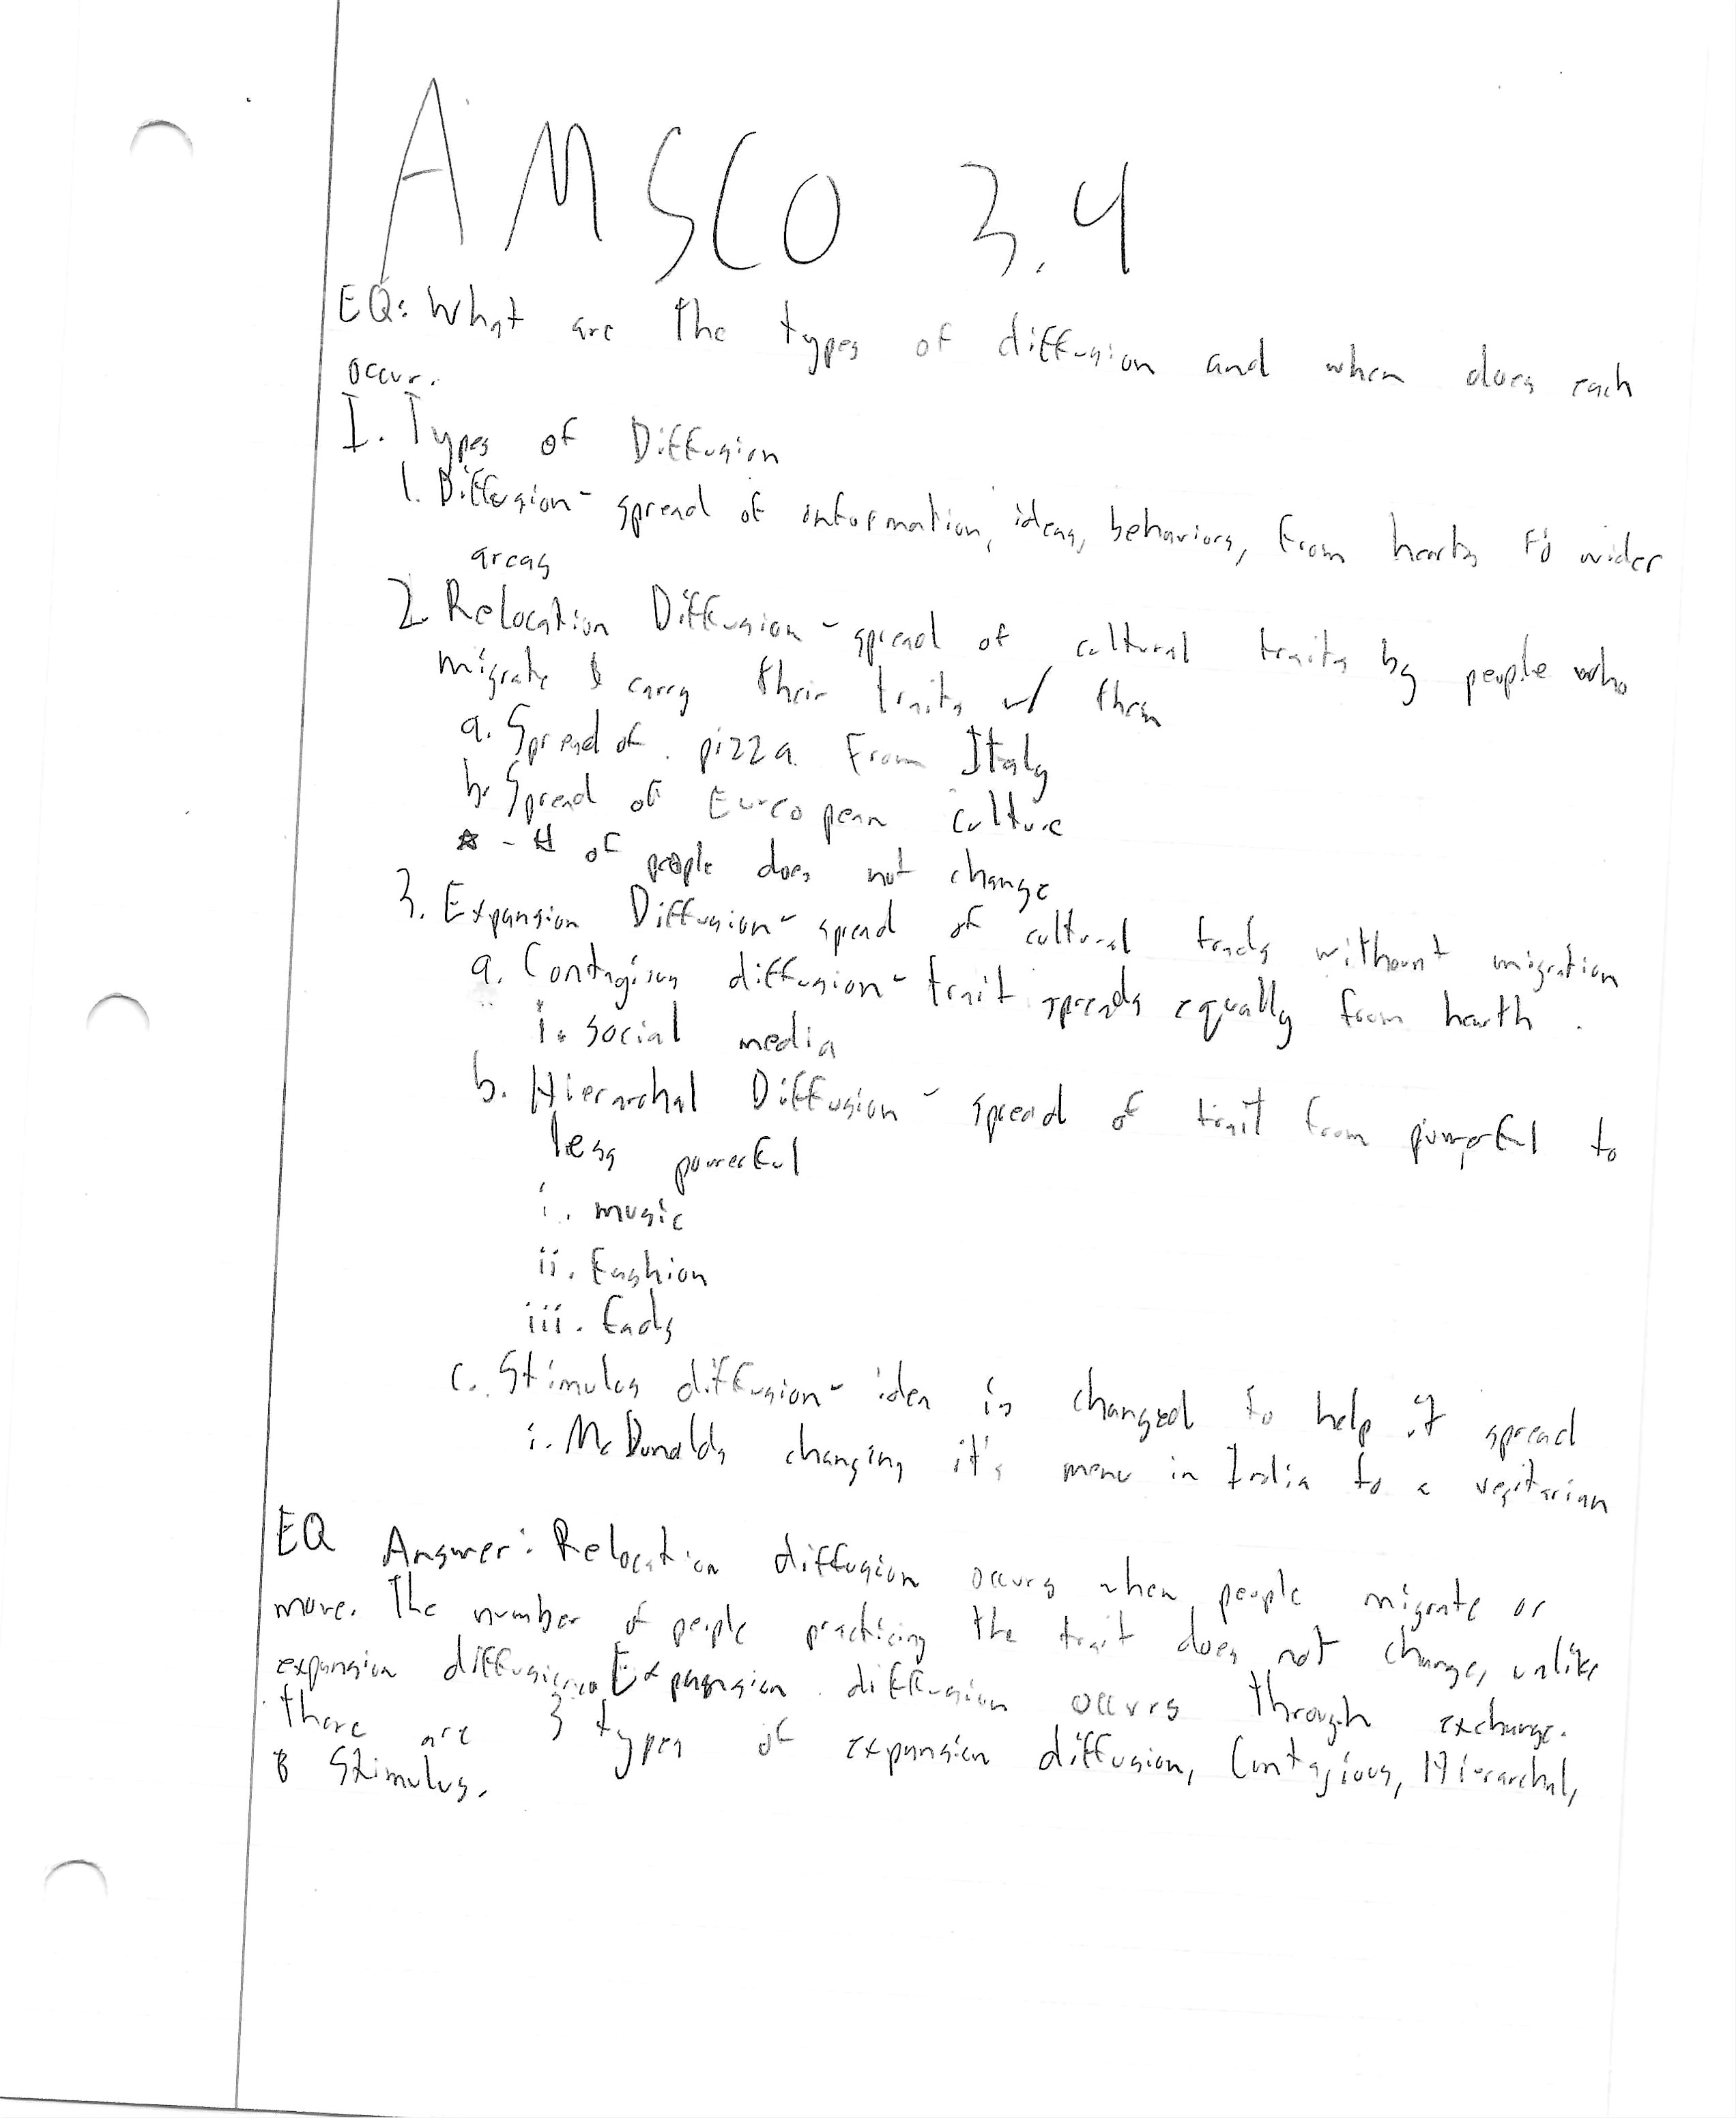 AMSCO 3.4
EQ: What are the types of diffusion and when does each
occur.
I. Types of Diffusion
1. Diffusion - spread of information, ideas, behaviors, from hearths to wider
areas
2. Relocation Diffusion - spread of cultural traits by people who
migrate & carry their traits w/ them
a. Spread of pizza from Italy
b. Spread of European culture
☆ - # of people does not change
3. Expansion Diffusion - spread of cultural without migration
a. Contagious diffusion - trait spreads equally from hearth.
i. social media
b. Hierarchal Diffusion - spread of trait from powerful to
less powerful
i. music
ii. fashion
iii. fads
c. Stimulus diffusion - idea is changed to help it spread
i. McDonalds changing it's menu in India to a vegitarian
EQ Answer: Relocation diffusion occurs when people migrate or
move. The number of people practicing the trait does not change, unlike
expansion diffusion. Expansion diffusion occurs through exchange.
there are 3 types of expansion diffusion, Contagious, Hierarchal,
& Stimulus.